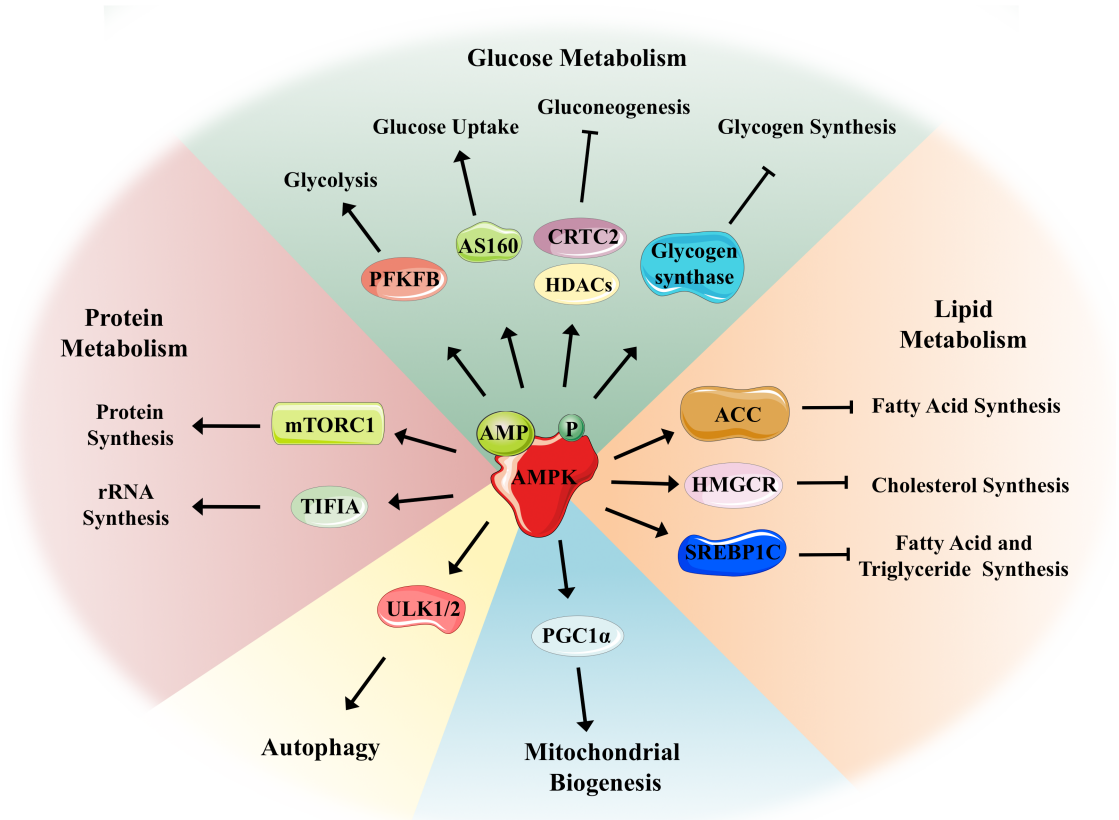 Glucose Metabolism
Gluconeogenesis
Glucose Uptake
Glycogen Synthesis
Glycolysis
CRTC2
AS160
Glycogen
synthase
PFKFB
HDACs
Protein
Metabolism
Lipid
Metabolism
Protein
Synthesis
mTORC1
AMP
P
ACC
Fatty Acid Synthesis
AMPK
HMGCR
Cholesterol Synthesis
rRNA
Synthesis
TIFIA
SREBP1C
Fatty Acid and
Triglyceride Synthesis
ULK1/2
PGC1α
Autophagy
Mitochondrial
Biogenesis